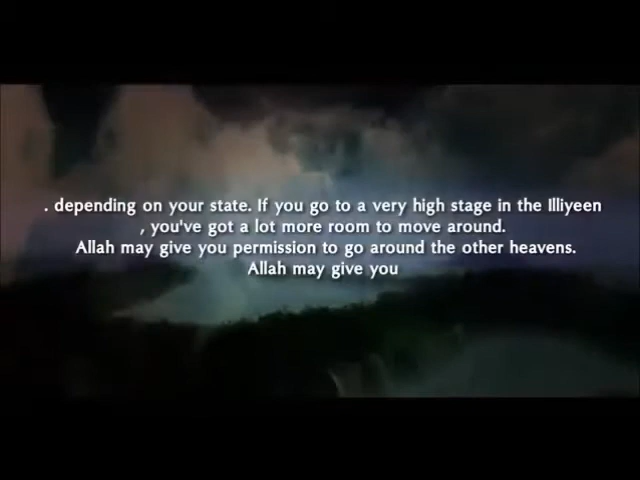 . depending on your state. If you go to a very high stage in the Illiyeen
, you've got a lot more room to move around.
Allah may give you permission to go around the other heavens.
Allah may give you